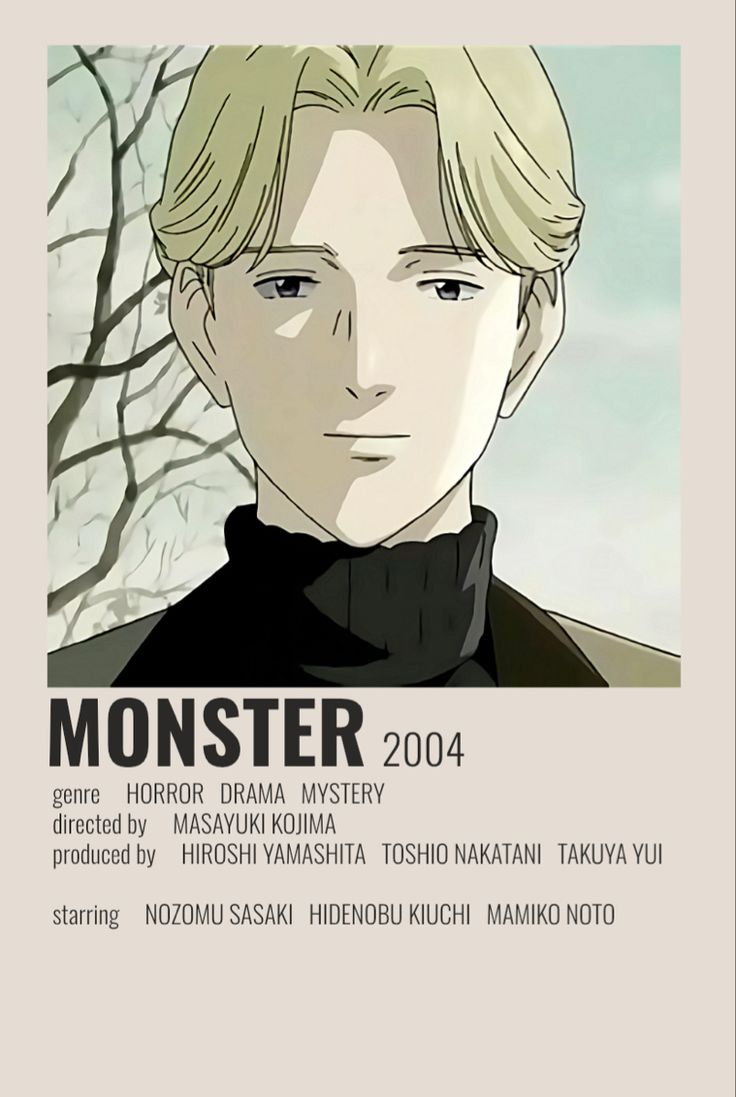 MONSTER 2004
genre HORROR DRAMA MYSTERY
directed by MASAYUKI KOJIMA
produced by HIROSHI YAMASHITA TOSHIO NAKATANI TAKUYA YUI
starring NOZOMU SASAKI HIDENOBU KIUCHI MAMIKO NOTO